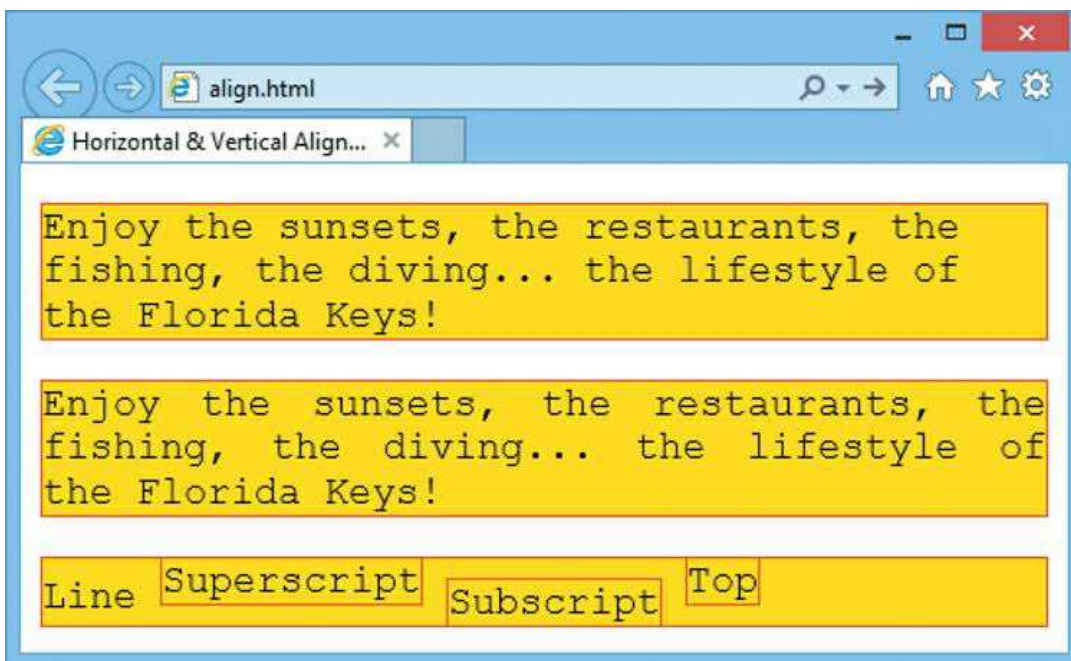 align.html
Horizontal & Vertical Align...
Enjoy the sunsets, the restaurants, the
fishing, the diving... the lifestyle of
the Florida Keys!
Enjoy the sunsets, the restaurants, the
fishing, the diving... the lifestyle of
the Florida Keys!
Line Superscript Subscript Top